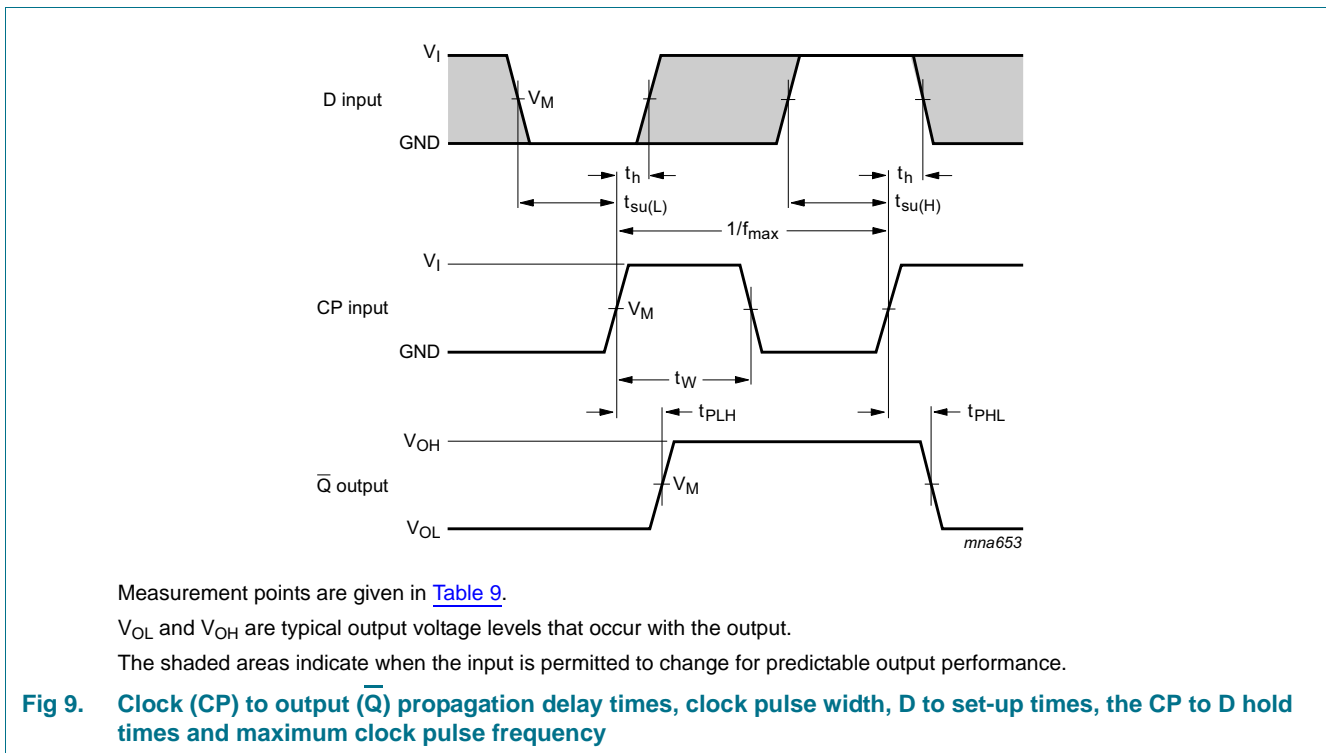 V_I
D input
V_M
GND
t_h
t_h
t_su(L)
t_su(H)
1/f_max
V_I
CP input
V_M
GND
t_W
t_PLH
t_PHL
V_OH
Q̅ output
V_M
V_OL
mna653
Measurement points are given in Table 9.
V_OL and V_OH are typical output voltage levels that occur with the output.
The shaded areas indicate when the input is permitted to change for predictable output performance.
Fig 9. Clock (CP) to output (Q̅) propagation delay times, clock pulse width, D to set-up times, the CP to D hold
times and maximum clock pulse frequency